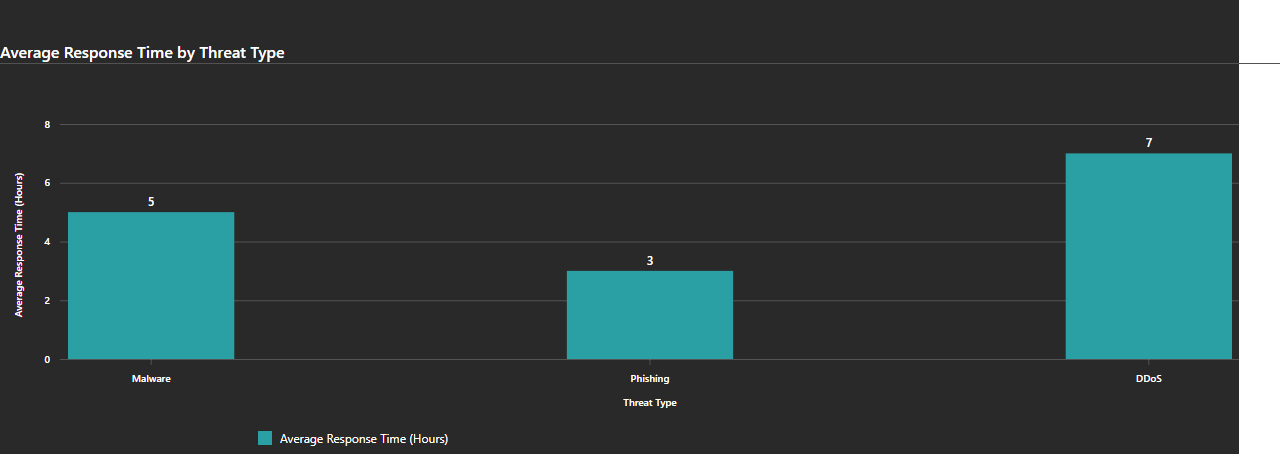 Average Response Time by Threat Type
Average Response Time (Hours)
8
6
4
2
0
5
3
7
Malware
Phishing
DDoS
Threat Type
Average Response Time (Hours)